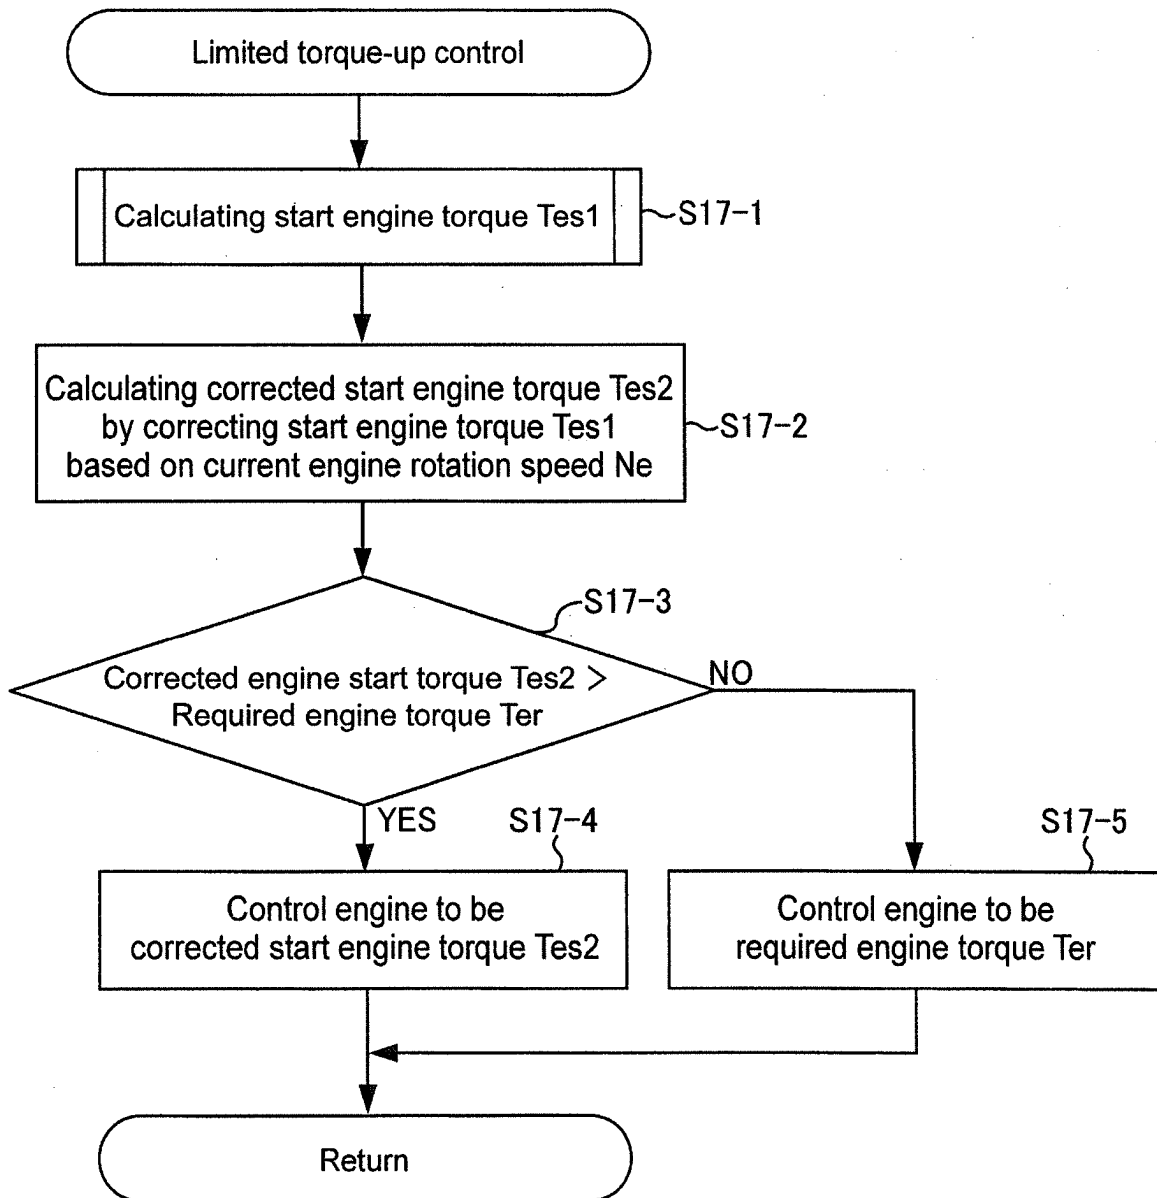 Limited torque-up control
Calculating start engine torque Tes1
S17-1
Calculating corrected start engine torque Tes2
by correcting start engine torque Tes1
based on current engine rotation speed Ne
S17-2
S17-3
Corrected engine start torque Tes2 >
Required engine torque Ter
NO
YES
S17-4
Control engine to be
corrected start engine torque Tes2
S17-5
Control engine to be
required engine torque Ter
Return